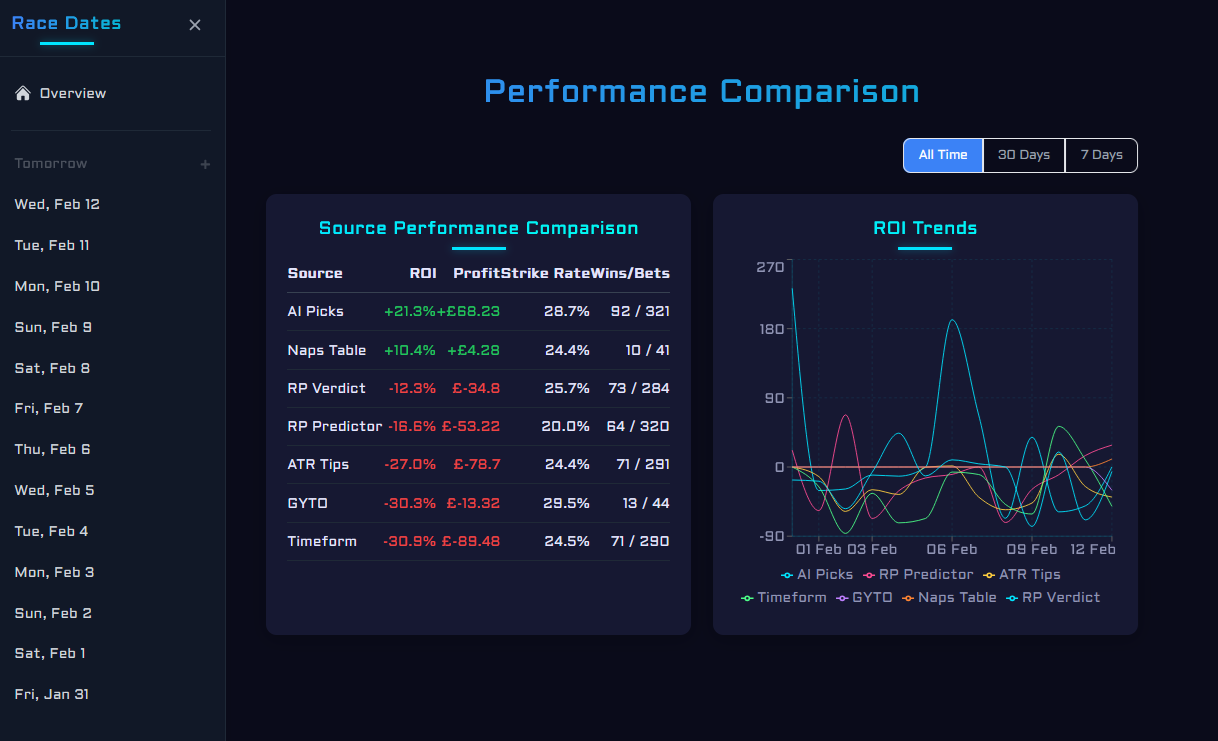 Race Dates
Overview
Tomorrow +
Wed, Feb 12
Tue, Feb 11
Mon, Feb 10
Sun, Feb 9
Sat, Feb 8
Fri, Feb 7
Thu, Feb 6
Wed, Feb 5
Tue, Feb 4
Mon, Feb 3
Sun, Feb 2
Sat, Feb 1
Fri, Jan 31
Performance Comparison
All Time 30 Days 7 Days
Source Performance Comparison
Source ROI Profit Strike Rate Wins/Bets
AI Picks +21.3% +£68.23 28.7% 92 / 321
Naps Table +10.4% +£4.28 24.4% 10 / 41
RP Verdict -12.3% £-34.8 25.7% 73 / 284
RP Predictor -16.6% £-53.22 20.0% 64 / 320
ATR Tips -27.0% £-78.7 24.4% 71 / 291
GYTO -30.3% £-13.32 29.5% 13 / 44
Timeform -30.9% £-89.48 24.5% 71 / 290
ROI Trends
270
180
90
0
-90
01 Feb 03 Feb 06 Feb 09 Feb 12 Feb
AI Picks RP Predictor ATR Tips
Timeform GYTO Naps Table RP Verdict